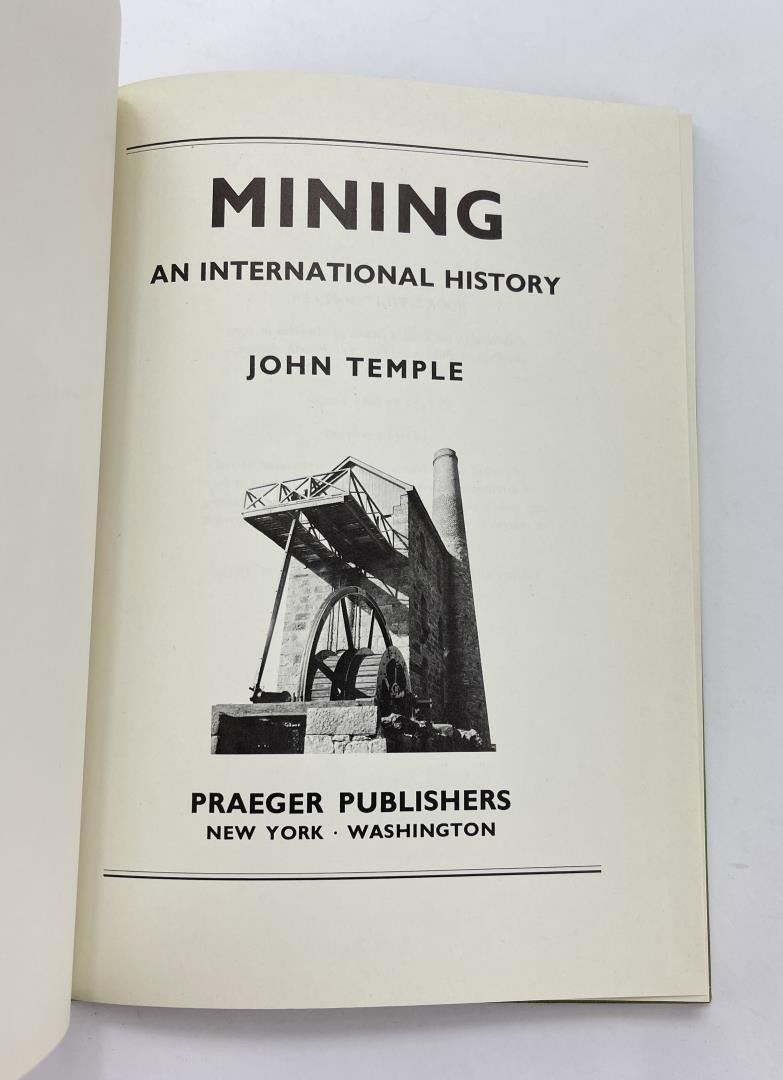 MINING
AN INTERNATIONAL HISTORY
JOHN TEMPLE
PRAEGER PUBLISHERS
NEW YORK · WASHINGTON